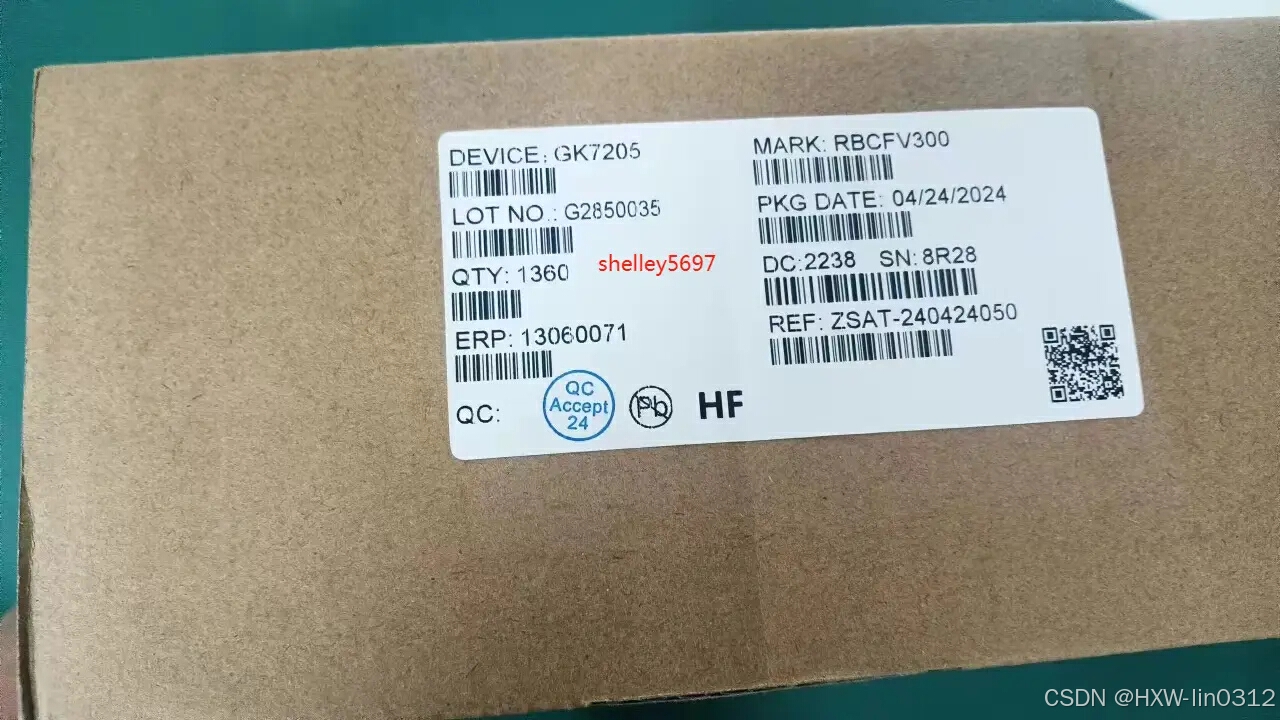 DEVICE: GK7205
MARK: RBCFV300
LOT NO.: G2850035
PKG DATE: 04/24/2024
QTY: 1360
shelley5697
DC:2238 SN:8R28
ERP: 13060071
REF: ZSAT-240424050
QC:
QC
Accept
24
Pb
HF
CSDN @HXW-lin0312